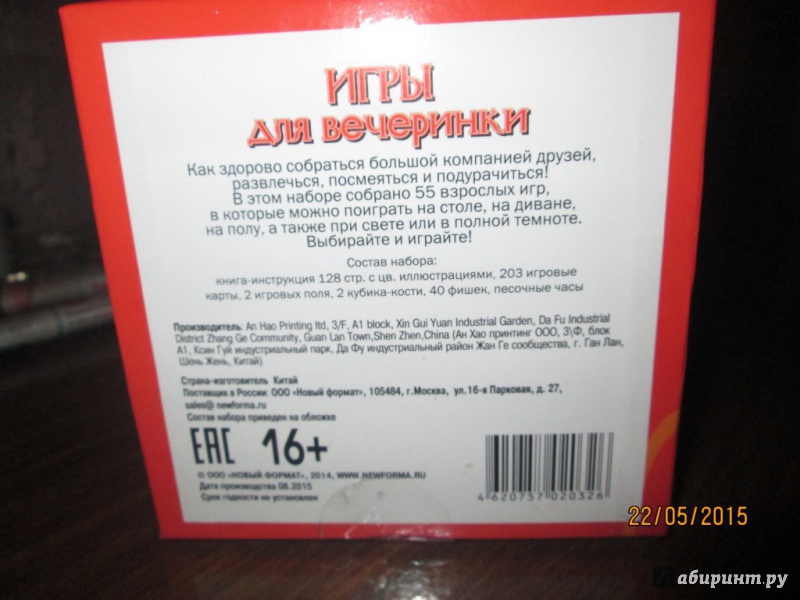 ИГРЫ
для вечеринки
Как здорово собраться большой компанией друзей,
развлечься, посмеяться и подурачиться!
В этом наборе собрано 55 взрослых игр,
в которые можно поиграть на столе, на диване,
на полу, а также при свете или в полной темноте.
Выбирайте и играйте!
Состав набора:
книга-инструкция 128 стр. с цв. иллюстрациями, 203 игровые
карты, 2 игровых поля, 2 кубика-кости, 40 фишек, песочные часы
Производитель: An Hao Printing ltd, 3/F, A1 block, Xin Gui Yuan Industrial Garden, Da Fu Industrial
District Zhang Ge Community, Guan Lan Town,Shen Zhen,China (Ан Хао принтинг ООО, 3\Ф, блок
А1, Ксин Гуй индустриальный парк, Да Фу индустриальный район Жан Ге сообщества, г. Ган Лан,
Шень Жень, Китай)
Страна-изготовитель Китай
Поставщик в России: ООО «Новый формат», 105484, г.Москва, ул.16-я Парковая, д. 27,
sales@ newforma.ru
Состав набора приведен на обложке
EAC 16+
© ООО «НОВЫЙ ФОРМАТ», 2014, WWW.NEWFORMA.RU
Дата производства 08.2015
Срок годности не установлен
4 620757 020326
22/05/2015
Лабиринт.ру